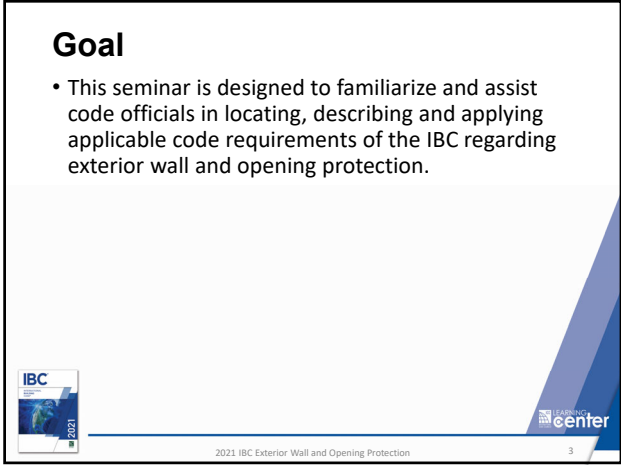 Goal
• This seminar is designed to familiarize and assist
code officials in locating, describing and applying
applicable code requirements of the IBC regarding
exterior wall and opening protection.
IBC
2021
LEARNING
center
2021 IBC Exterior Wall and Opening Protection
3